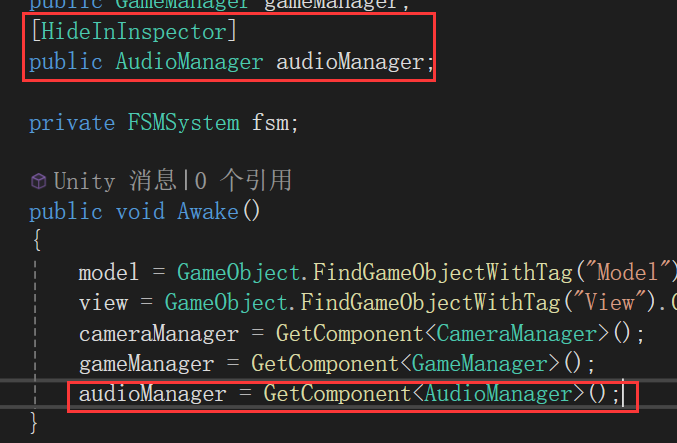 public GameManager gameManager;
[HideInInspector]
public AudioManager audioManager;
private FSMSystem fsm;
Unity 消息|0 个引用
public void Awake()
{
model = GameObject.FindGameObjectWithTag("Model")
view = GameObject.FindGameObjectWithTag("View").
cameraManager = GetComponent<CameraManager>();
gameManager = GetComponent<GameManager>();
audioManager = GetComponent<AudioManager>();
}